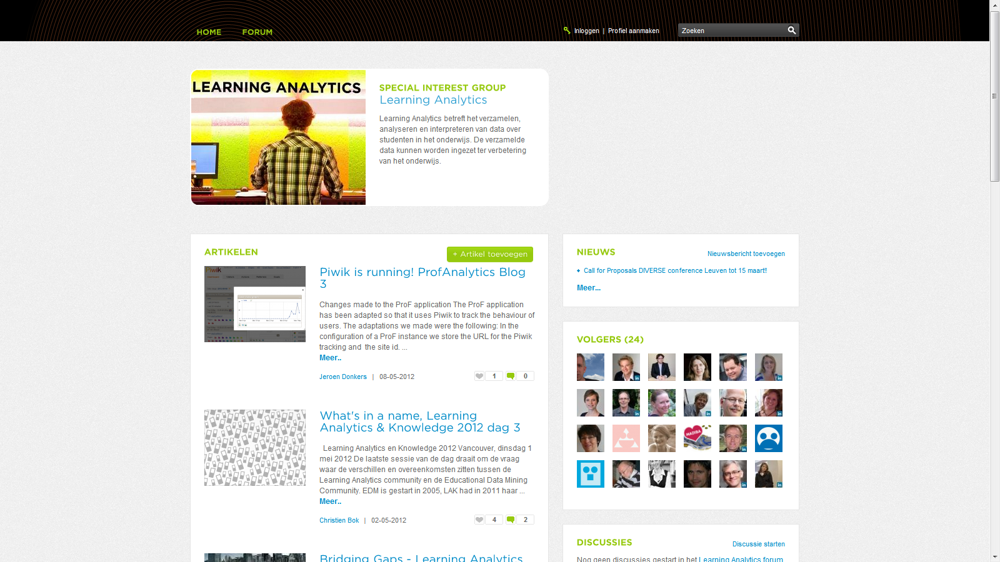 HOME FORUM
Inloggen | Profiel aanmaken
Zoeken
LEARNING ANALYTICS
SPECIAL INTEREST GROUP
Learning Analytics
Learning Analytics betreft het verzamelen,
analyseren en interpreteren van data over
studenten in het onderwijs. De verzamelde
data kunnen worden ingezet ter verbetering
van het onderwijs.
ARTIKELEN
+ Artikel toevoegen
Piwik
Piwik is running! ProfAnalytics Blog
3
Changes made to the ProF application The ProF application
has been adapted so that it uses Piwik to track the behaviour of
users. The adaptations we made were the following: In the
configuration of a ProF instance we store the URL for the Piwik
tracking and the site id. ...
Meer..
Jeroen Donkers | 08-05-2012
1 0
What's in a name, Learning
Analytics & Knowledge 2012 dag 3
Learning Analytics en Knowledge 2012 Vancouver, dinsdag 1
mei 2012 De laatste sessie van de dag draait om de vraag
waar de verschillen en overeenkomsten zitten tussen de
Learning Analytics community en de Educational Data Mining
Community. EDM is gestart in 2005, LAK had in 2011 haar ...
Meer..
Christien Bok | 02-05-2012
4 2
Bridging Gaps - Learning Analytics
NIEUWS
Nieuwsbericht toevoegen
Call for Proposals DIVERSE conference Leuven tot 15 maart!!
Meer...
VOLGERS (24)
MADIBA
DISCUSSIES
Discussie starten
Nog geen discussies gestart in het Learning Analytics forum